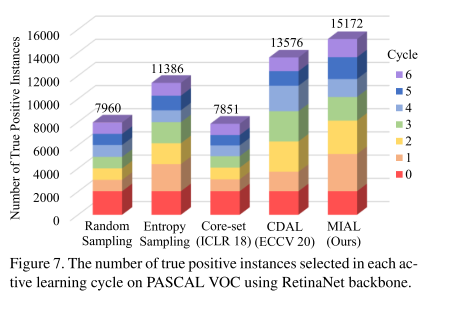 15172
16000
13576
14000
11386
12000
10000
7960
7851
8000
6000
4000
2000
0
Number of True Positive Instances
Cycle
6
5
4
3
2
1
0
Random Sampling
Entropy Sampling
Core-set (ICLR 18)
CDAL (ECCV 20)
MIAL (Ours)
Figure 7. The number of true positive instances selected in each ac-
tive learning cycle on PASCAL VOC using RetinaNet backbone.